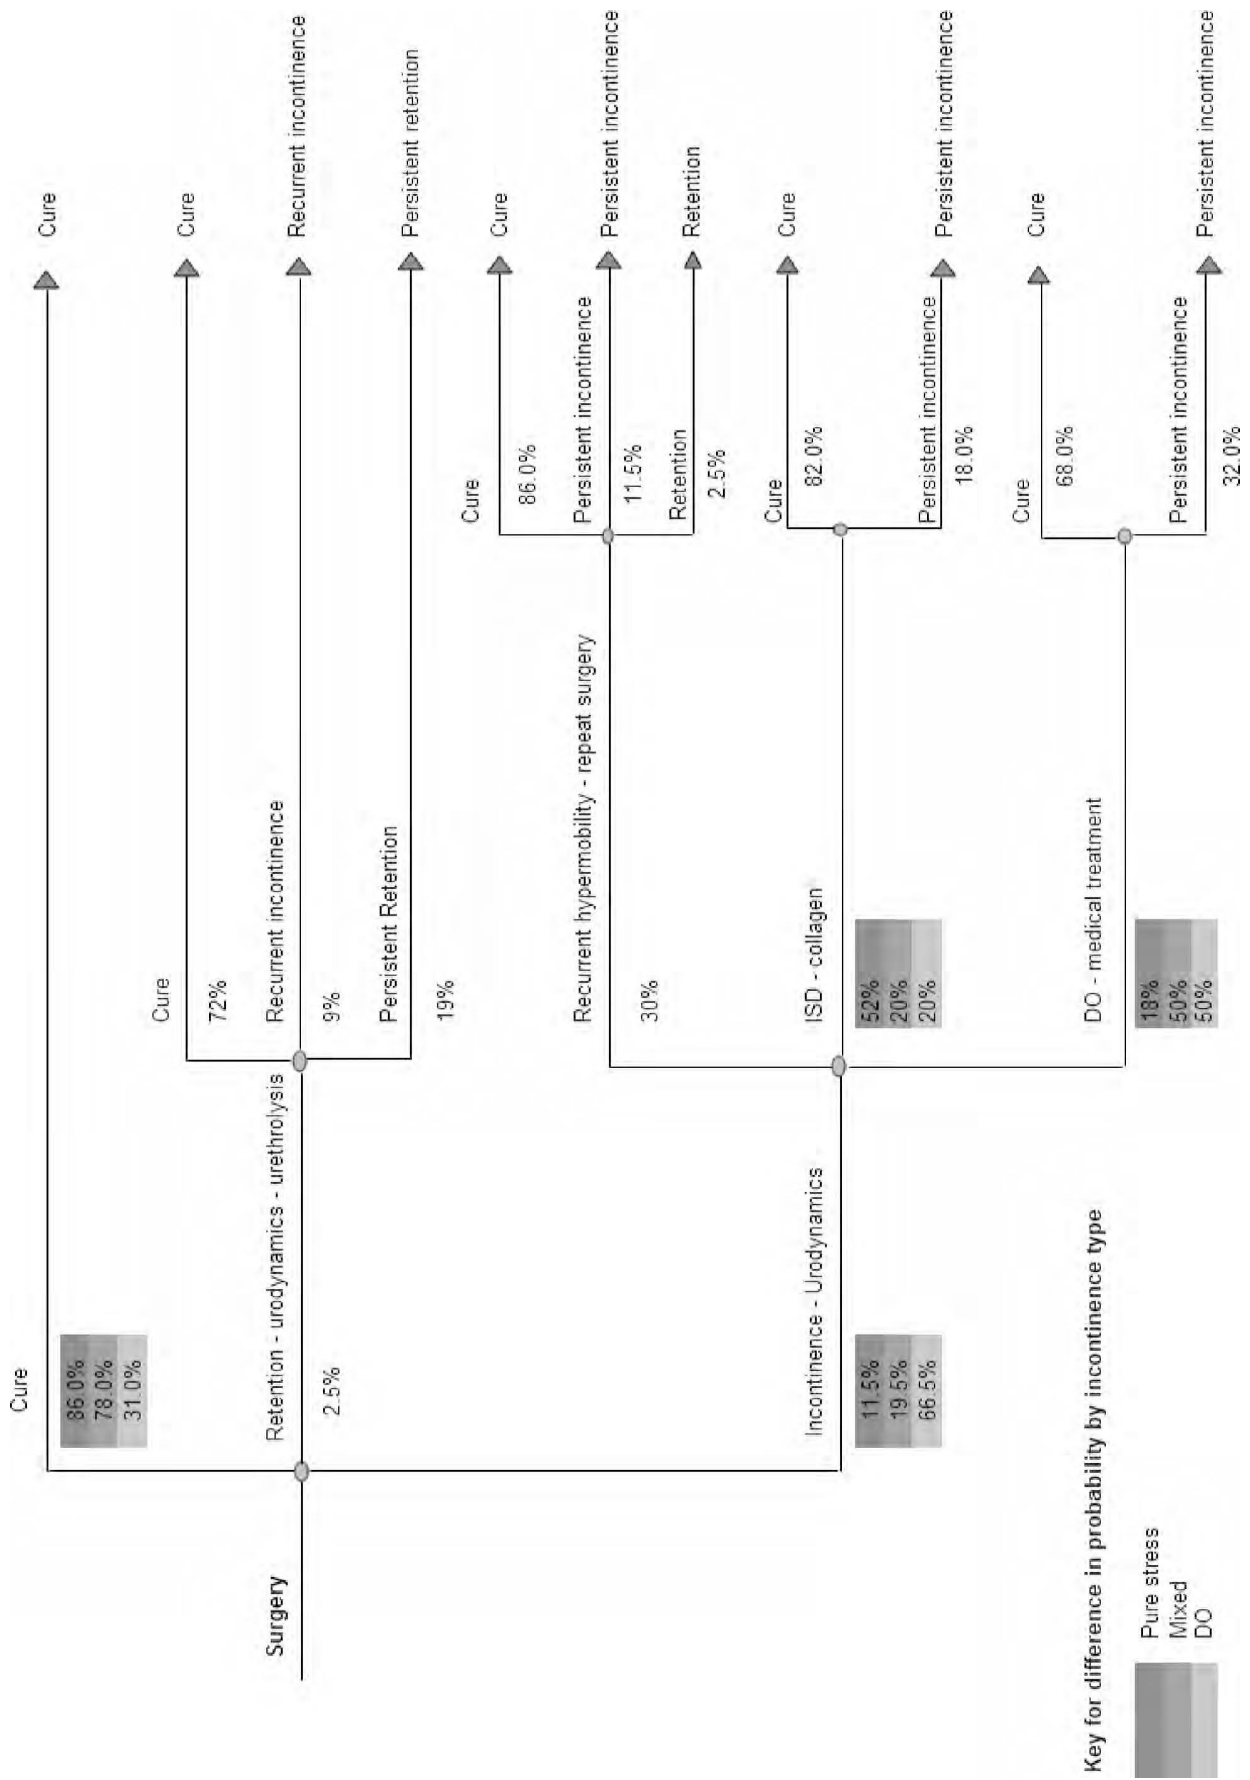 Cure
86.0%
78.0%
31.0%
Cure
Surgery
Retention - urodynamics - urethrolysis
2.5%
Cure
72%
Cure
Recurrent incontinence
9%
Recurrent incontinence
Persistent Retention
19%
Persistent retention
Incontinence - Urodynamics
11.5%
19.5%
66.5%
Recurrent hypermobility - repeat surgery
30%
Cure
86.0%
Cure
Persistent incontinence
11.5%
Persistent incontinence
Retention
2.5%
Retention
ISD - collagen
52%
20%
20%
Cure
82.0%
Cure
Persistent incontinence
18.0%
Persistent incontinence
DO - medical treatment
18%
50%
50%
Cure
68.0%
Cure
Persistent incontinence
32.0%
Persistent incontinence
Key for difference in probability by incontinence type
Pure stress
Mixed
DO